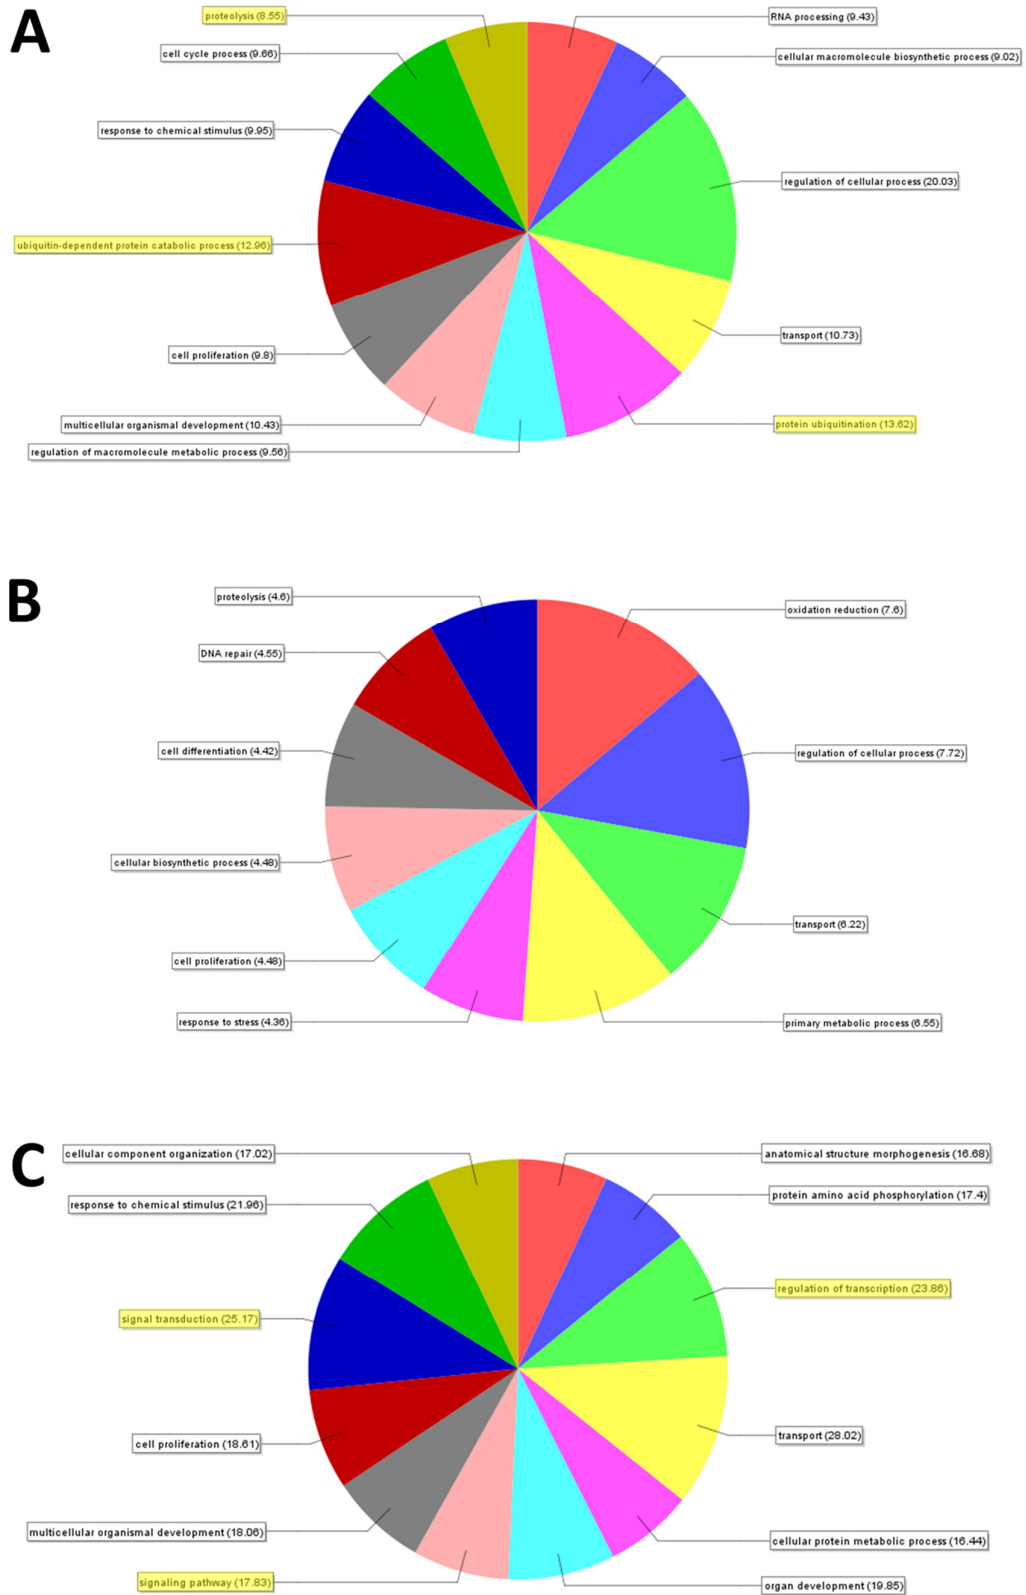 A
proteolysis (8.55)
RNA processing (9.43)
cell cycle process (9.66)
cellular macromolecule biosynthetic process (9.02)
response to chemical stimulus (9.95)
regulation of cellular process (20.03)
ubiquitin-dependent protein catabolic process (12.96)
transport (10.73)
cell proliferation (9.8)
multicellular organismal development (10.43)
protein ubiquitination (13.62)
regulation of macromolecule metabolic process (9.56)
B
proteolysis (4.6)
oxidation reduction (7.6)
DNA repair (4.55)
cell differentiation (4.42)
regulation of cellular process (7.72)
cellular biosynthetic process (4.48)
transport (6.22)
cell proliferation (4.48)
response to stress (4.36)
primary metabolic process (6.55)
C
cellular component organization (17.02)
anatomical structure morphogenesis (16.68)
response to chemical stimulus (21.96)
protein amino acid phosphorylation (17.4)
regulation of transcription (23.86)
signal transduction (25.17)
transport (28.02)
cell proliferation (18.61)
multicellular organismal development (18.06)
cellular protein metabolic process (16.44)
signaling pathway (17.83)
organ development (19.85)